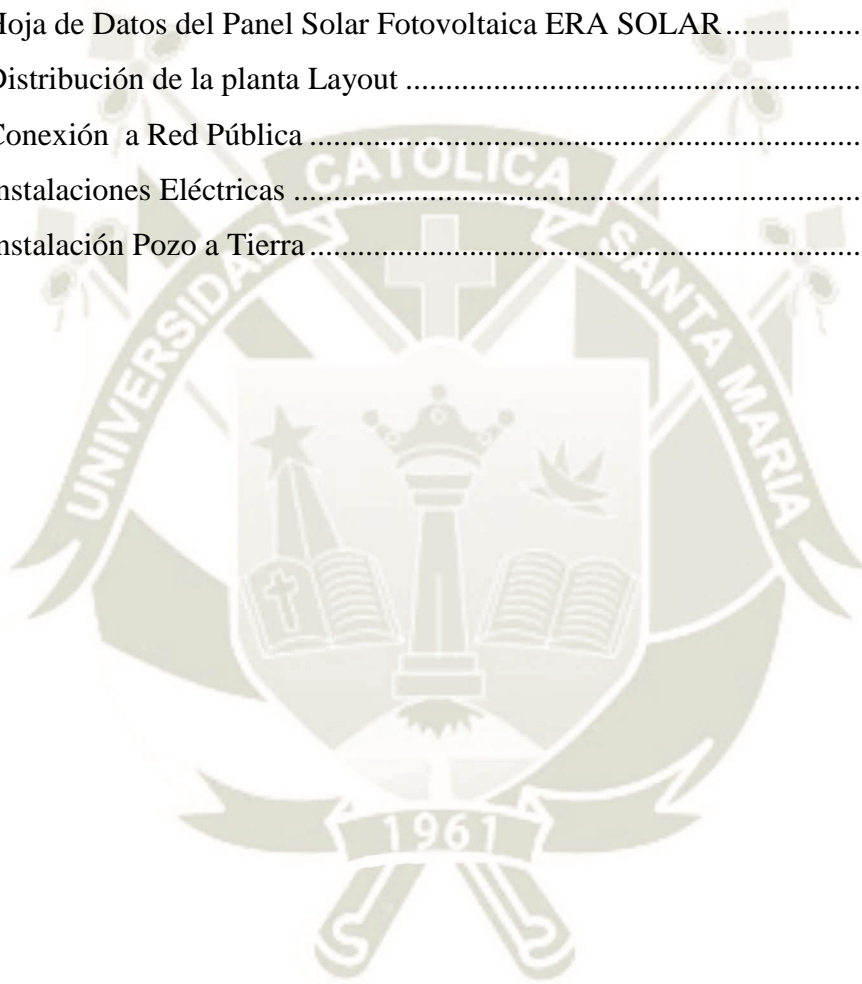 Hoja de Datos del Panel Solar Fotovoltaica ERA SOLAR..................
Distribución de la planta Layout ............................................................
Conexión a Red Pública ........................................................................
Instalaciones Eléctricas ..........................................................................
Instalación Pozo a Tierra........................................................................
UNIVERSIDAD CATOLICA SANTA MARIA
1961